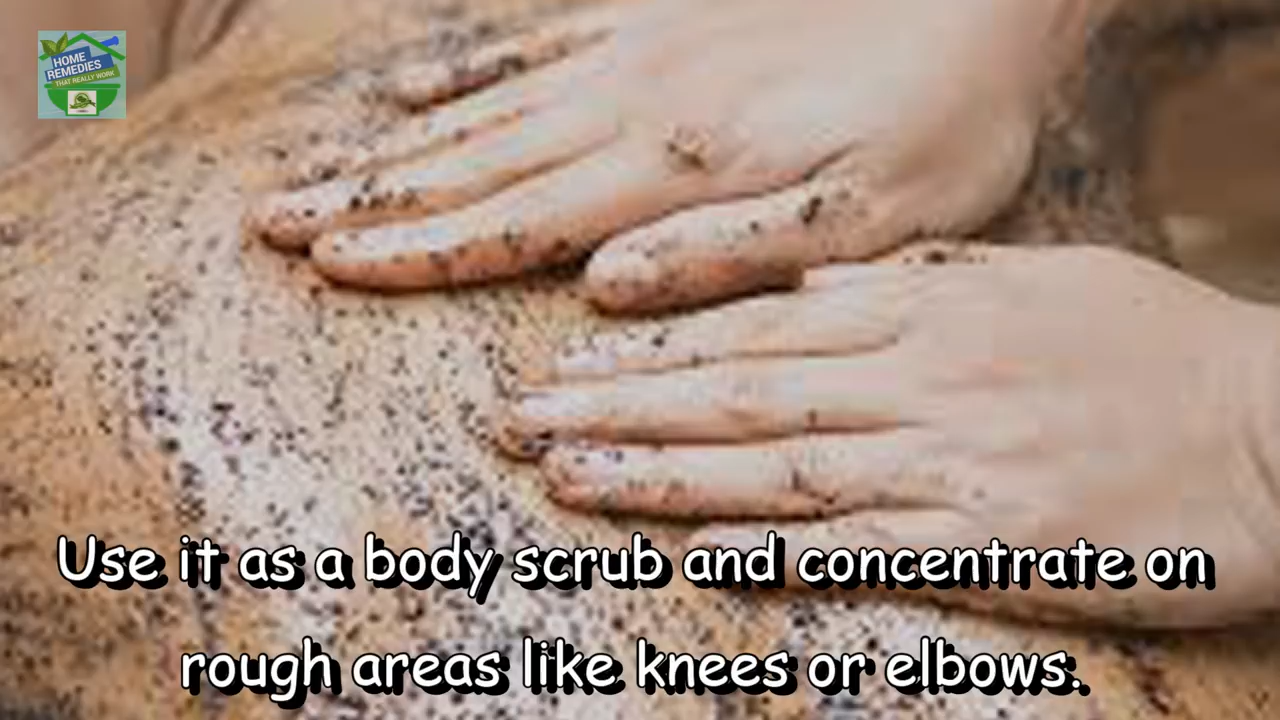 HOME
REMEDIES
THAT REALLY WORK
Use it as a body scrub and concentrate on
rough areas like knees or elbows.